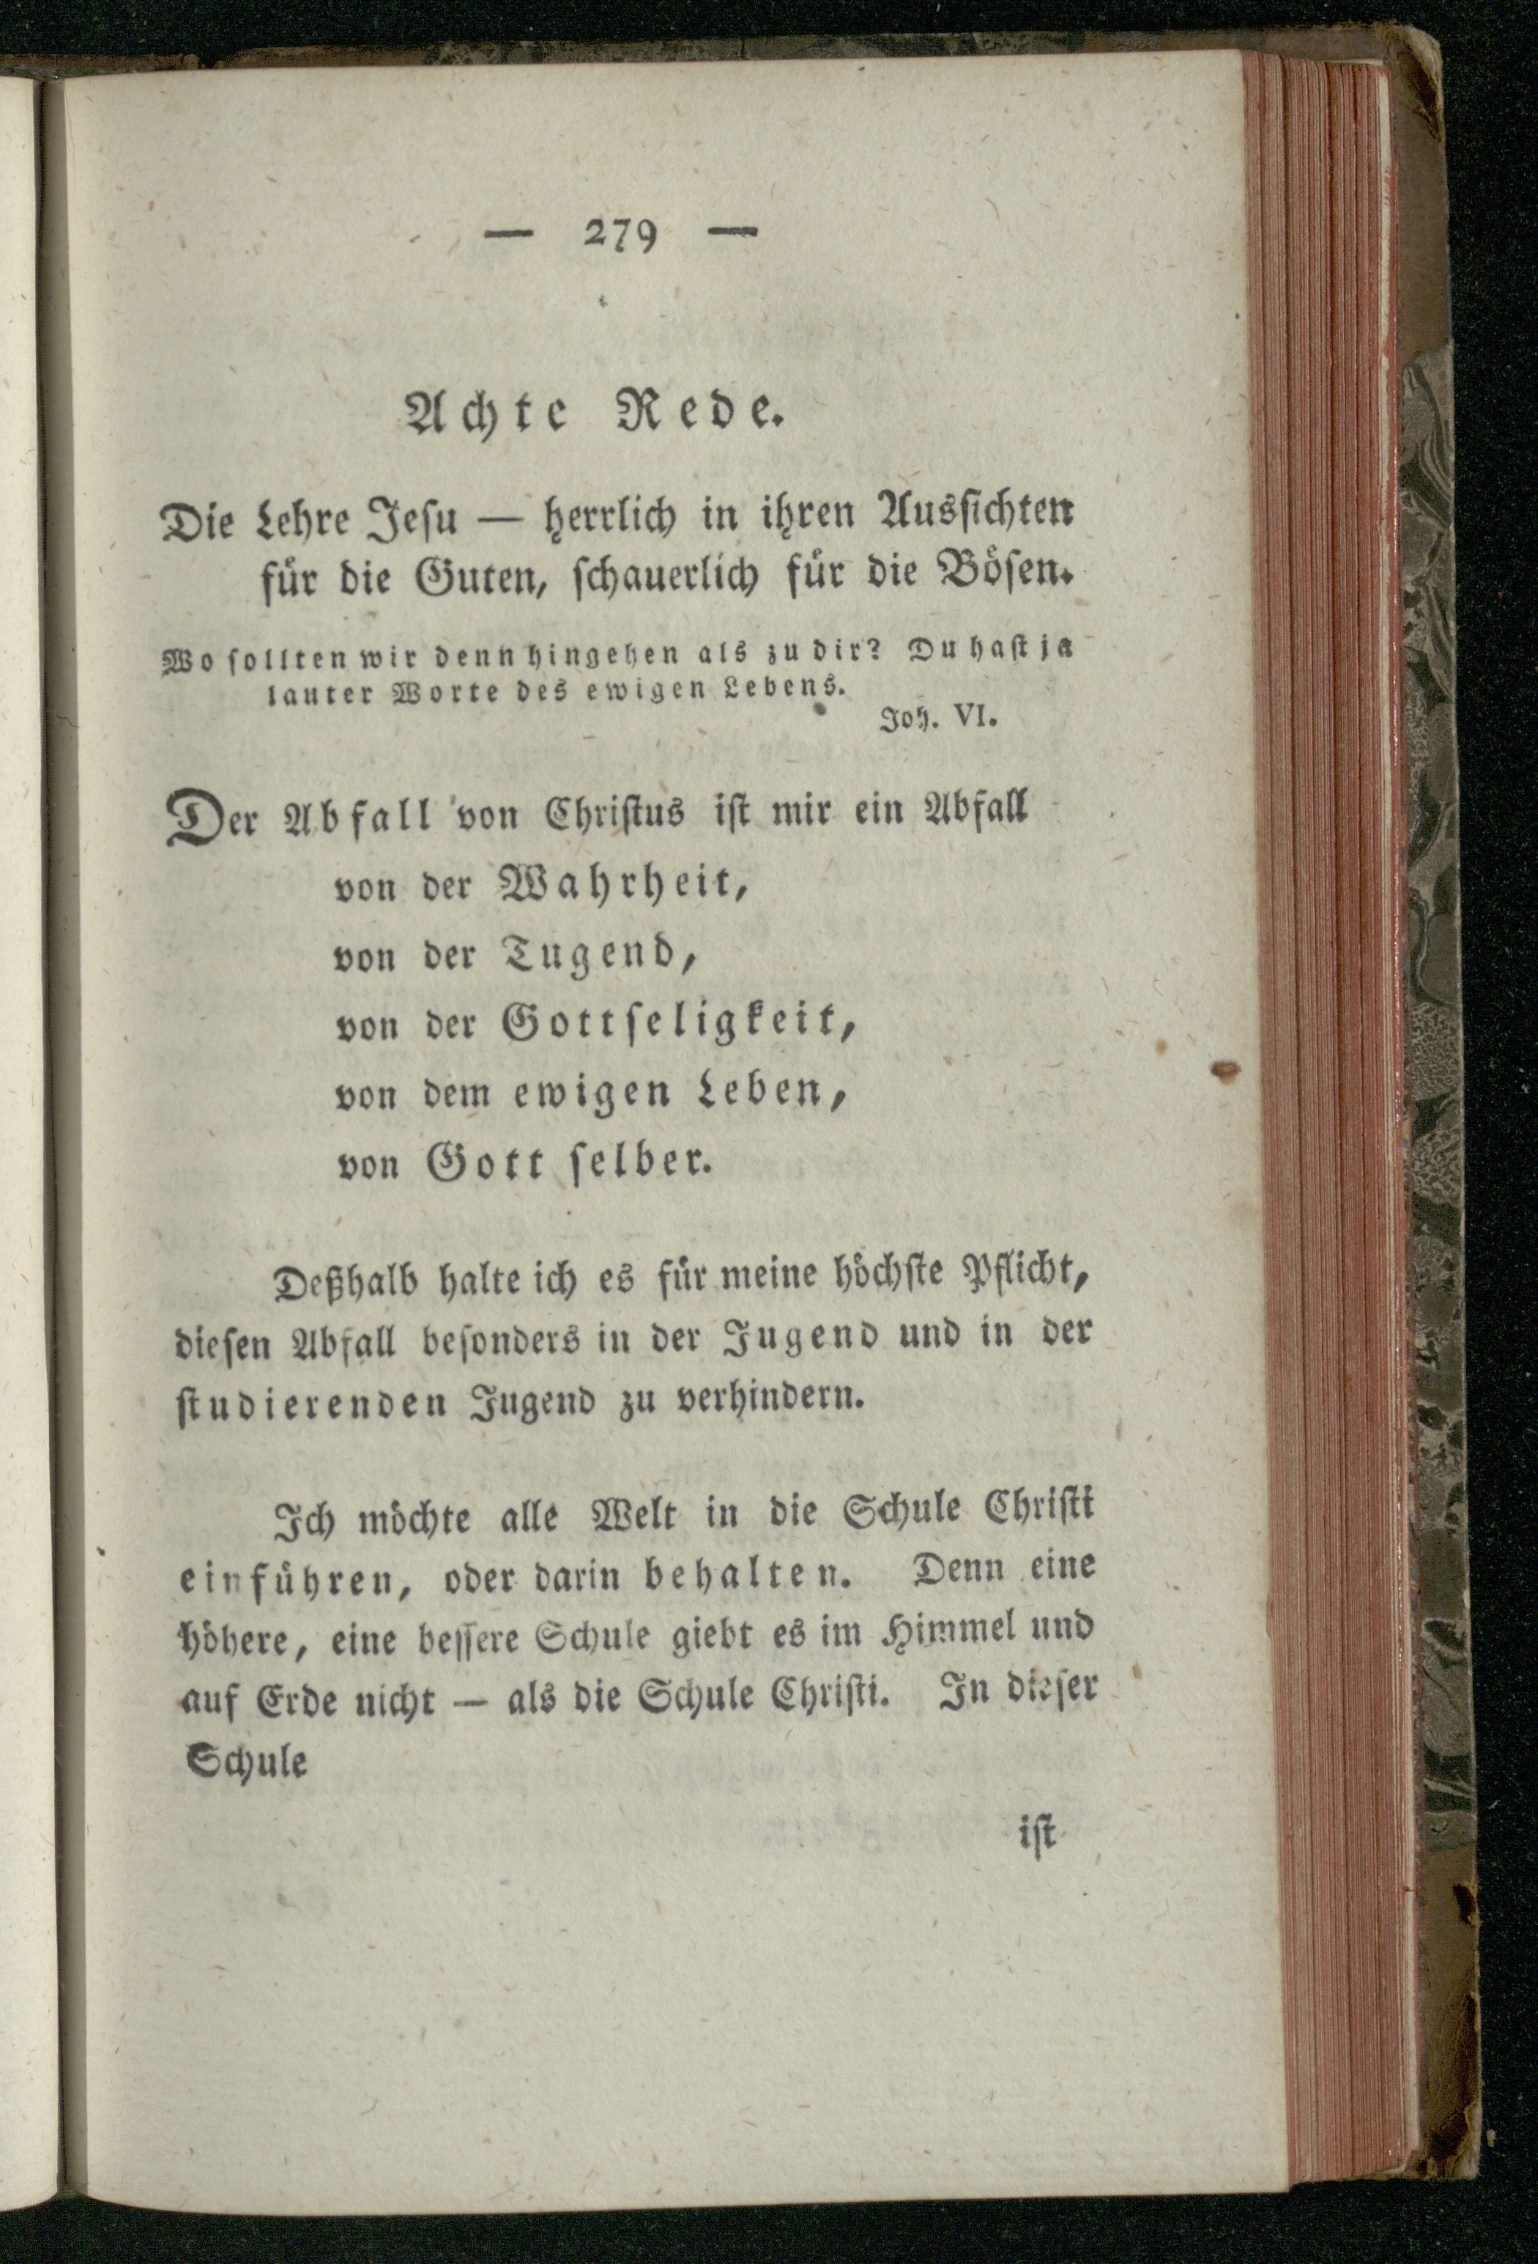 — 279 —
Achte Rede.
Die Lehre Jeſu — herrlich in ihren Ausſichten
für die Guten, ſchauerlich für die Böſen.
Wo ſollten wir denn hingehen als zu dir? Du haſt ja
lauter Worte des ewigen Lebens.
Joh. VI.
Der Abfall von Chriſtus iſt mir ein Abfall
von der Wahrheit,
von der Tugend,
von der Gottſeligkeit,
von dem ewigen Leben,
von Gott ſelber.
Deßhalb halte ich es für meine höchſte Pflicht,
dieſen Abfall beſonders in der Jugend und in der
ſtudierenden Jugend zu verhindern.
Ich möchte alle Welt in die Schule Chriſti
einführen, oder darin behalten. Denn eine
höhere, eine beſſere Schule giebt es im Himmel und
auf Erde nicht — als die Schule Chriſti. In dieſer
Schule
iſt